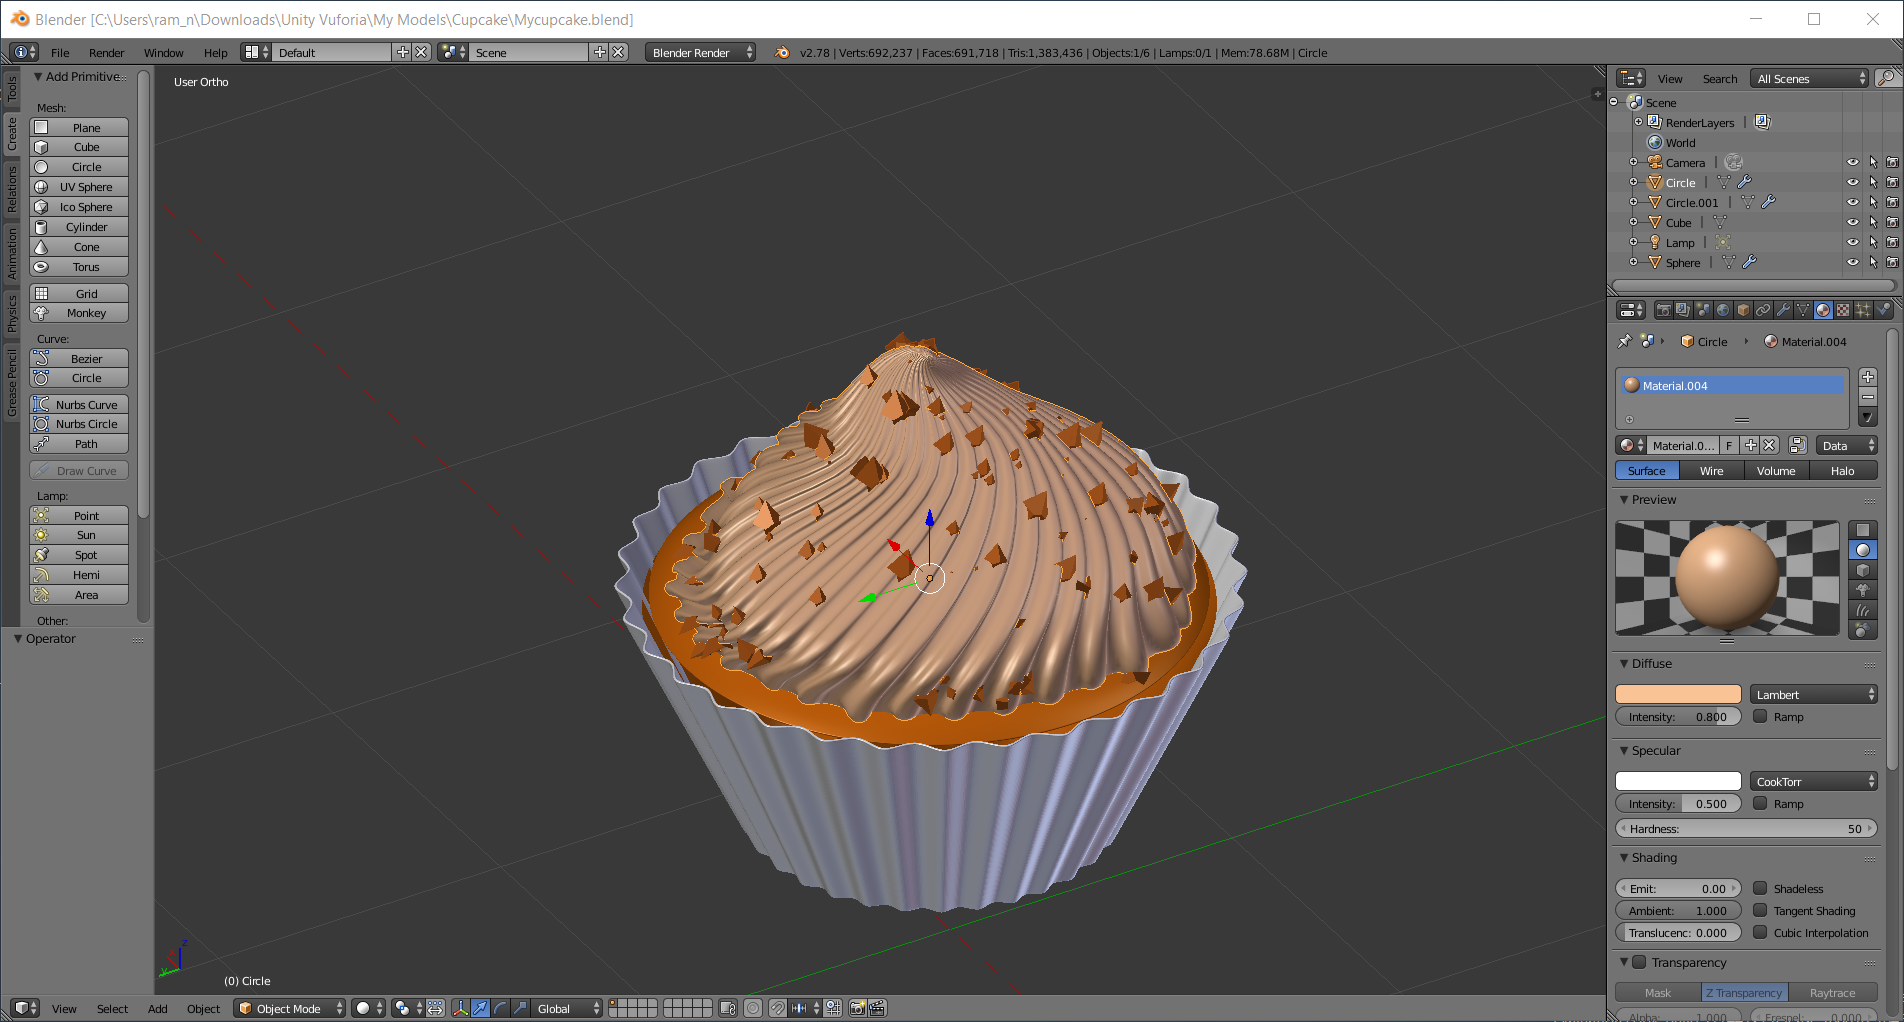 Blender [C:\Users\ram_n\Downloads\Unity Vuforia\My Models\Cupcake\Mycupcake.blend]
File Render Window Help Default Scene Blender Render v2.78 | Verts:692,237 | Faces:691,718 | Tris:1,383,436 | Objects:1/6 | Lamps:0/1 | Mem:78.68M | Circle
Tools
Create
Relations
Animation
Physics
Grease Pencil
Add Primitive
Mesh:
Plane
Cube
Circle
UV Sphere
Ico Sphere
Cylinder
Cone
Torus
Grid
Monkey
Curve:
Bezier
Circle
Nurbs Curve
Nurbs Circle
Path
Draw Curve
Lamp:
Point
Sun
Spot
Hemi
Area
Other:
Operator
User Ortho
(0) Circle
View Select Add Object Object Mode Global
View Search All Scenes
Scene
RenderLayers |
World
Camera |
Circle |
Circle.001 |
Cube |
Lamp |
Sphere |
Circle Material.004
Material.004
Material.0... F Data
Surface Wire Volume Halo
Preview
Diffuse
Lambert
Intensity: 0.800 Ramp
Specular
CookTorr
Intensity: 0.500 Ramp
Hardness: 50
Shading
Emit: 0.00 Shadeless
Ambient: 1.000 Tangent Shading
Translucenc: 0.000 Cubic Interpolation
Transparency
Mask Z Transparency Raytrace
Alpha: 1.000 Fresnel: 0.000